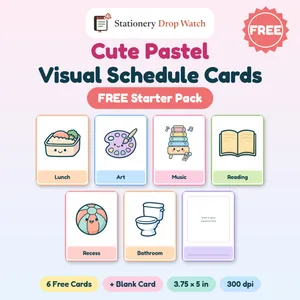 Stationery Drop Watch
FREE
Cute Pastel
Visual Schedule Cards
FREE Starter Pack
Lunch
Art
Music
Reading
Recess
Bathroom
6 Free Cards
+ Blank Card
3.75 x 5 in
300 dpi